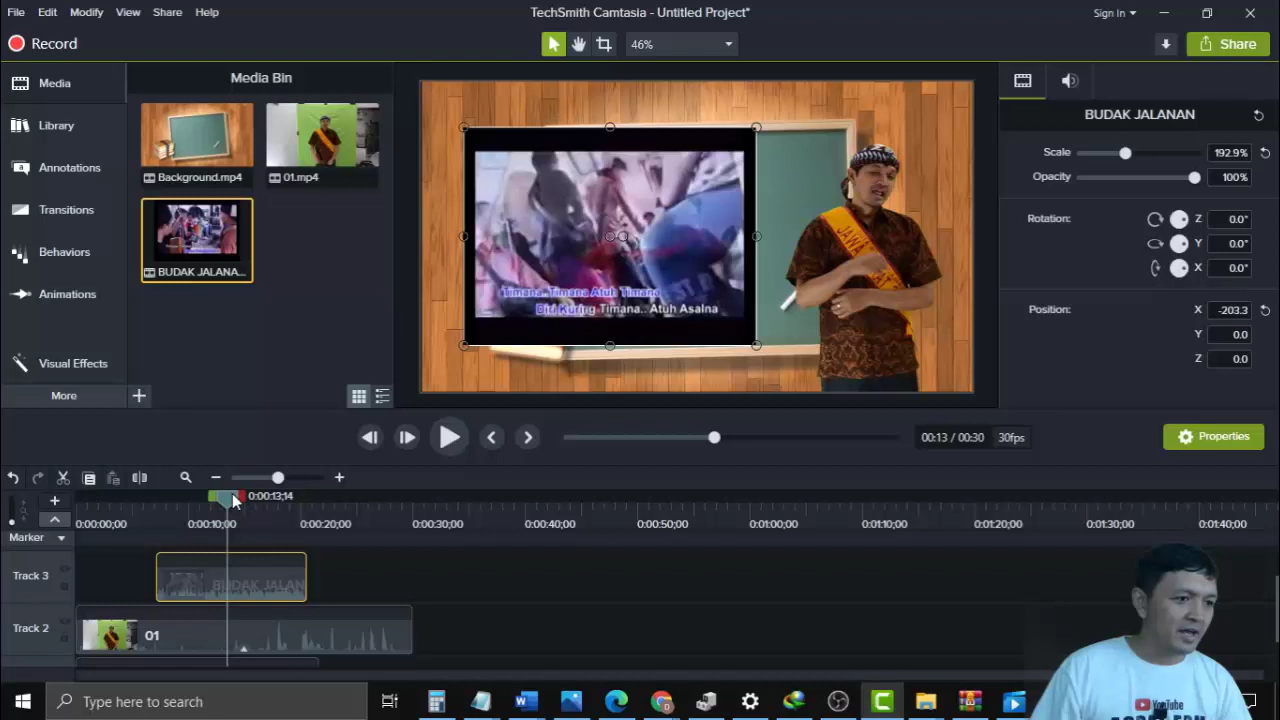 File Edit Modify View Share Help
TechSmith Camtasia - Untitled Project*
Sign In
Record
46%
Share
Media
Library
Annotations
Transitions
Behaviors
Animations
Visual Effects
More
Media Bin
Background.mp4
01.mp4
BUDAK JALANA...
Timana..Timana Atuh Timana
Diri Kuring Timana.. Atuh Asalna
JAWA
BUDAK JALANAN
Scale 192.9%
Opacity 100%
Rotation: Z 0.0°
Y 0.0°
X 0.0°
Position: X -203.3
Y 0.0
Z 0.0
00:13 / 00:30 30fps
Properties
0:00:13;14
0:00:00;00 0:00:10;00 0:00:20;00 0:00:30;00 0:00:40;00 0:00:50;00 0:01:00;00 0:01:10;00 0:01:20;00 0:01:30;00 0:01:40;00
Marker
Track 3
BUDAK JALAN
Track 2
01
Type here to search
YouTube